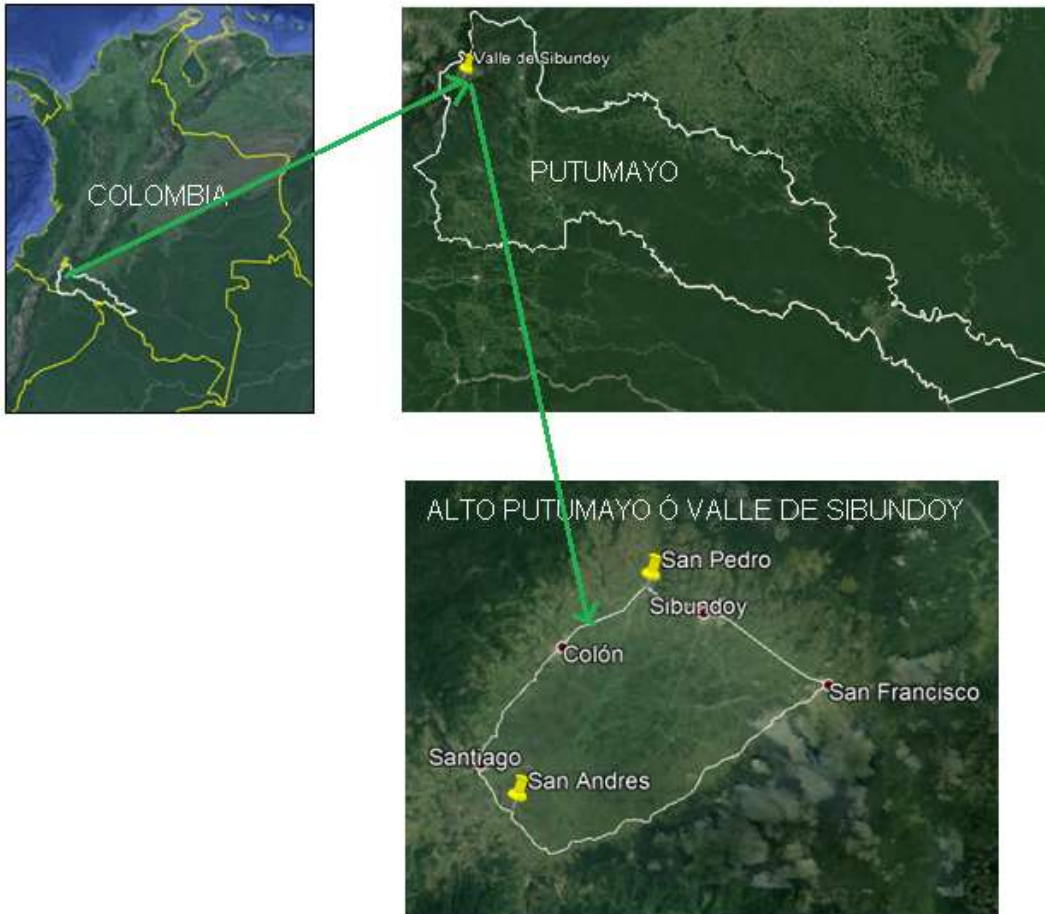 COLOMBIA
Valle de Sibundoy
PUTUMAYO
ALTO PUTUMAYO Ó VALLE DE SIBUNDOY
San Pedro
Sibundoy
Colón
San Francisco
Santiago
San Andres